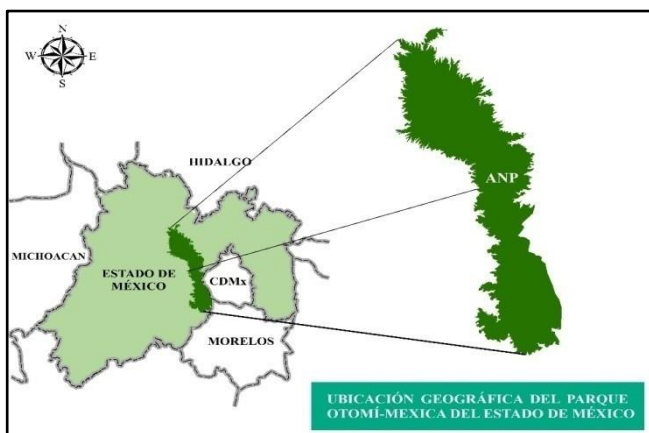 N
W E
S
HIDALGO
ANP
MICHOACAN
ESTADO DE
MÉXICO
CDMx
MORELOS
UBICACIÓN GEOGRÁFICA DEL PARQUE
OTOMÍ-MEXICA DEL ESTADO DE MÉXICO